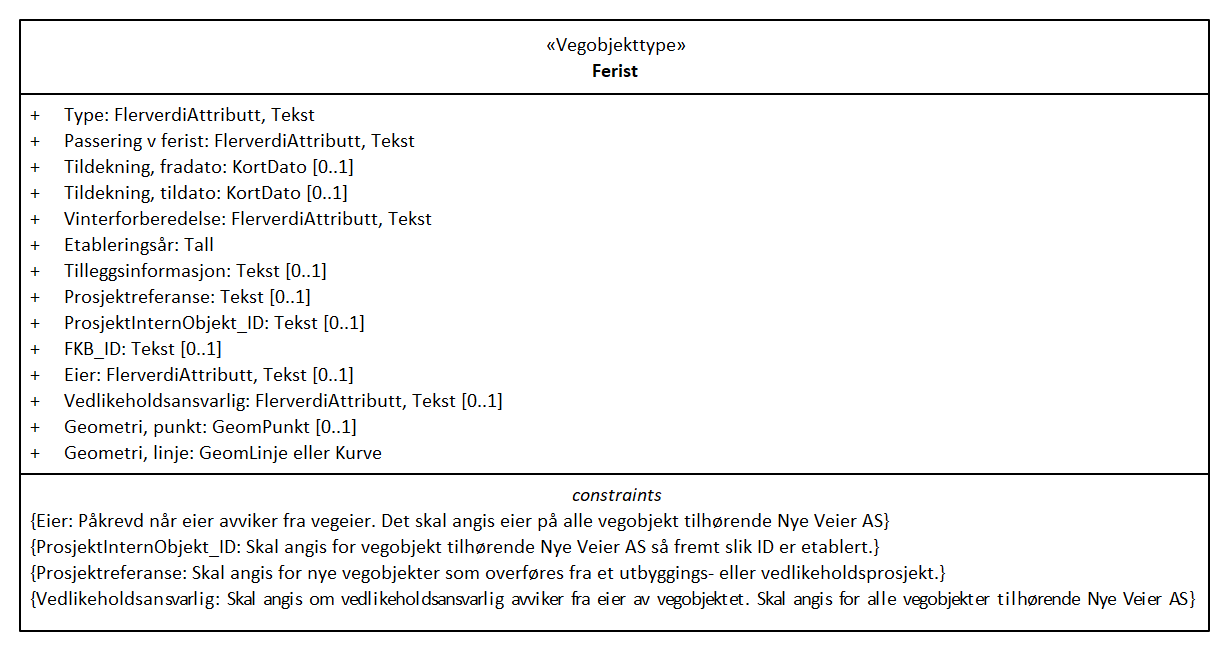 «Vegobjekttype»
Ferist
+ Type: FlerverdiAttributt, Tekst
+ Passering v ferist: FlerverdiAttributt, Tekst
+ Tildekning, fradato: KortDato [0..1]
+ Tildekning, tildato: KortDato [0..1]
+ Vinterforberedelse: FlerverdiAttributt, Tekst
+ Etableringsår: Tall
+ Tilleggsinformasjon: Tekst [0..1]
+ Prosjektreferanse: Tekst [0..1]
+ ProsjektInternObjekt_ID: Tekst [0..1]
+ FKB_ID: Tekst [0..1]
+ Eier: FlerverdiAttributt, Tekst [0..1]
+ Vedlikeholdsansvarlig: FlerverdiAttributt, Tekst [0..1]
+ Geometri, punkt: GeomPunkt [0..1]
+ Geometri, linje: GeomLinje eller Kurve
constraints
{Eier: Påkrevd når eier avviker fra vegeier. Det skal angis eier på alle vegobjekt tilhørende Nye Veier AS}
{ProsjektInternObjekt_ID: Skal angis for vegobjekt tilhørende Nye Veier AS så fremt slik ID er etablert.}
{Prosjektreferanse: Skal angis for nye vegobjekter som overføres fra et utbyggings- eller vedlikeholdsprosjekt.}
{Vedlikeholdsansvarlig: Skal angis om vedlikeholdsansvarlig avviker fra eier av vegobjektet. Skal angis for alle vegobjekter tilhørende Nye Veier AS}